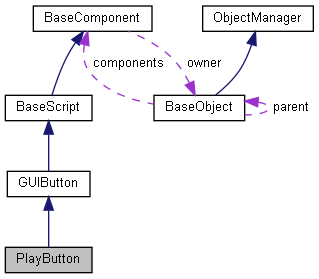 BaseComponent
ObjectManager
components
owner
BaseScript
BaseObject
parent
GUIButton
PlayButton